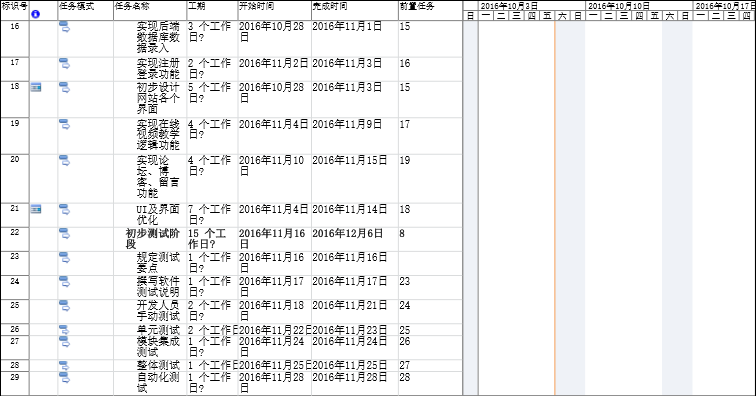 标识号 任务模式 任务名称 工期 开始时间 完成时间 前置任务 2016年10月3日 2016年10月10日 2016年10月17日
日 一 二 三 四 五 六 日 一 二 三 四 五 六 日 一 二 三
16 实现后端数据库数据录入 3 个工作日? 2016年10月28日 2016年11月1日 15
17 实现注册登录功能 2 个工作日? 2016年11月2日 2016年11月3日 16
18 初步设计网站各个界面 5 个工作日? 2016年10月28日 2016年11月3日 15
19 实现在线视频教学逻辑功能 4 个工作日? 2016年11月4日 2016年11月9日 17
20 实现论坛、博客、留言功能 4 个工作日? 2016年11月10日 2016年11月15日 19
21 UI及界面优化 7 个工作日? 2016年11月4日 2016年11月14日 18
22 初步测试阶段 15 个工作日? 2016年11月16日 2016年12月6日 8
23 规定测试要点 1 个工作日? 2016年11月16日 2016年11月16日
24 撰写软件测试说明 1 个工作日? 2016年11月17日 2016年11月17日 23
25 开发人员手动测试 2 个工作日? 2016年11月18日 2016年11月21日 24
26 单元测试 2 个工作日 2016年11月22日 2016年11月23日 25
27 模块集成测试 1 个工作日? 2016年11月24日 2016年11月24日 26
28 整体测试 1 个工作日 2016年11月25日 2016年11月25日 27
29 自动化测试 1 个工作日? 2016年11月28日 2016年11月28日 28